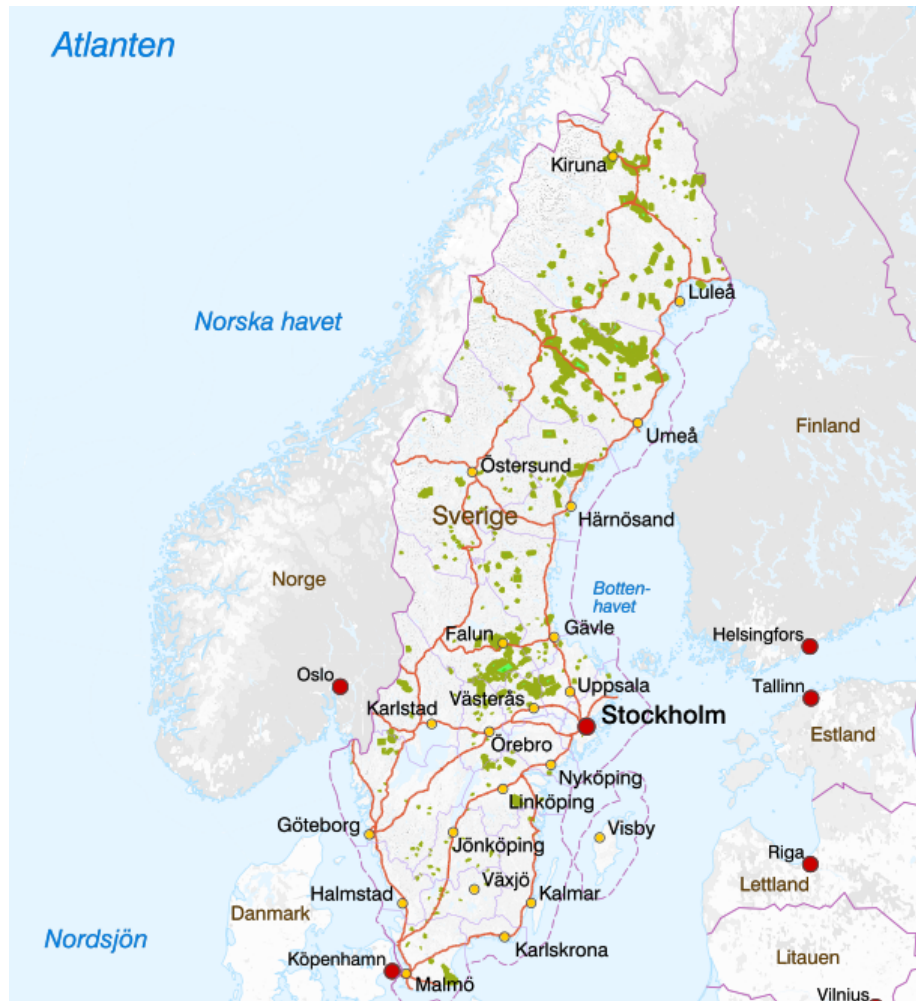 Atlanten
Kiruna
Luleå
Norska havet
Umeå
Finland
Östersund
Sverige
Härnösand
Norge
Botten-
havet
Falun
Gävle
Helsingfors
Oslo
Uppsala
Tallinn
Västerås
Karlstad
Stockholm
Estland
Örebro
Nyköping
Linköping
Göteborg
Visby
Jönköping
Riga
Växjö
Lettland
Halmstad
Kalmar
Danmark
Nordsjön
Karlskrona
Köpenhamn
Litauen
Malmö
Vilnius